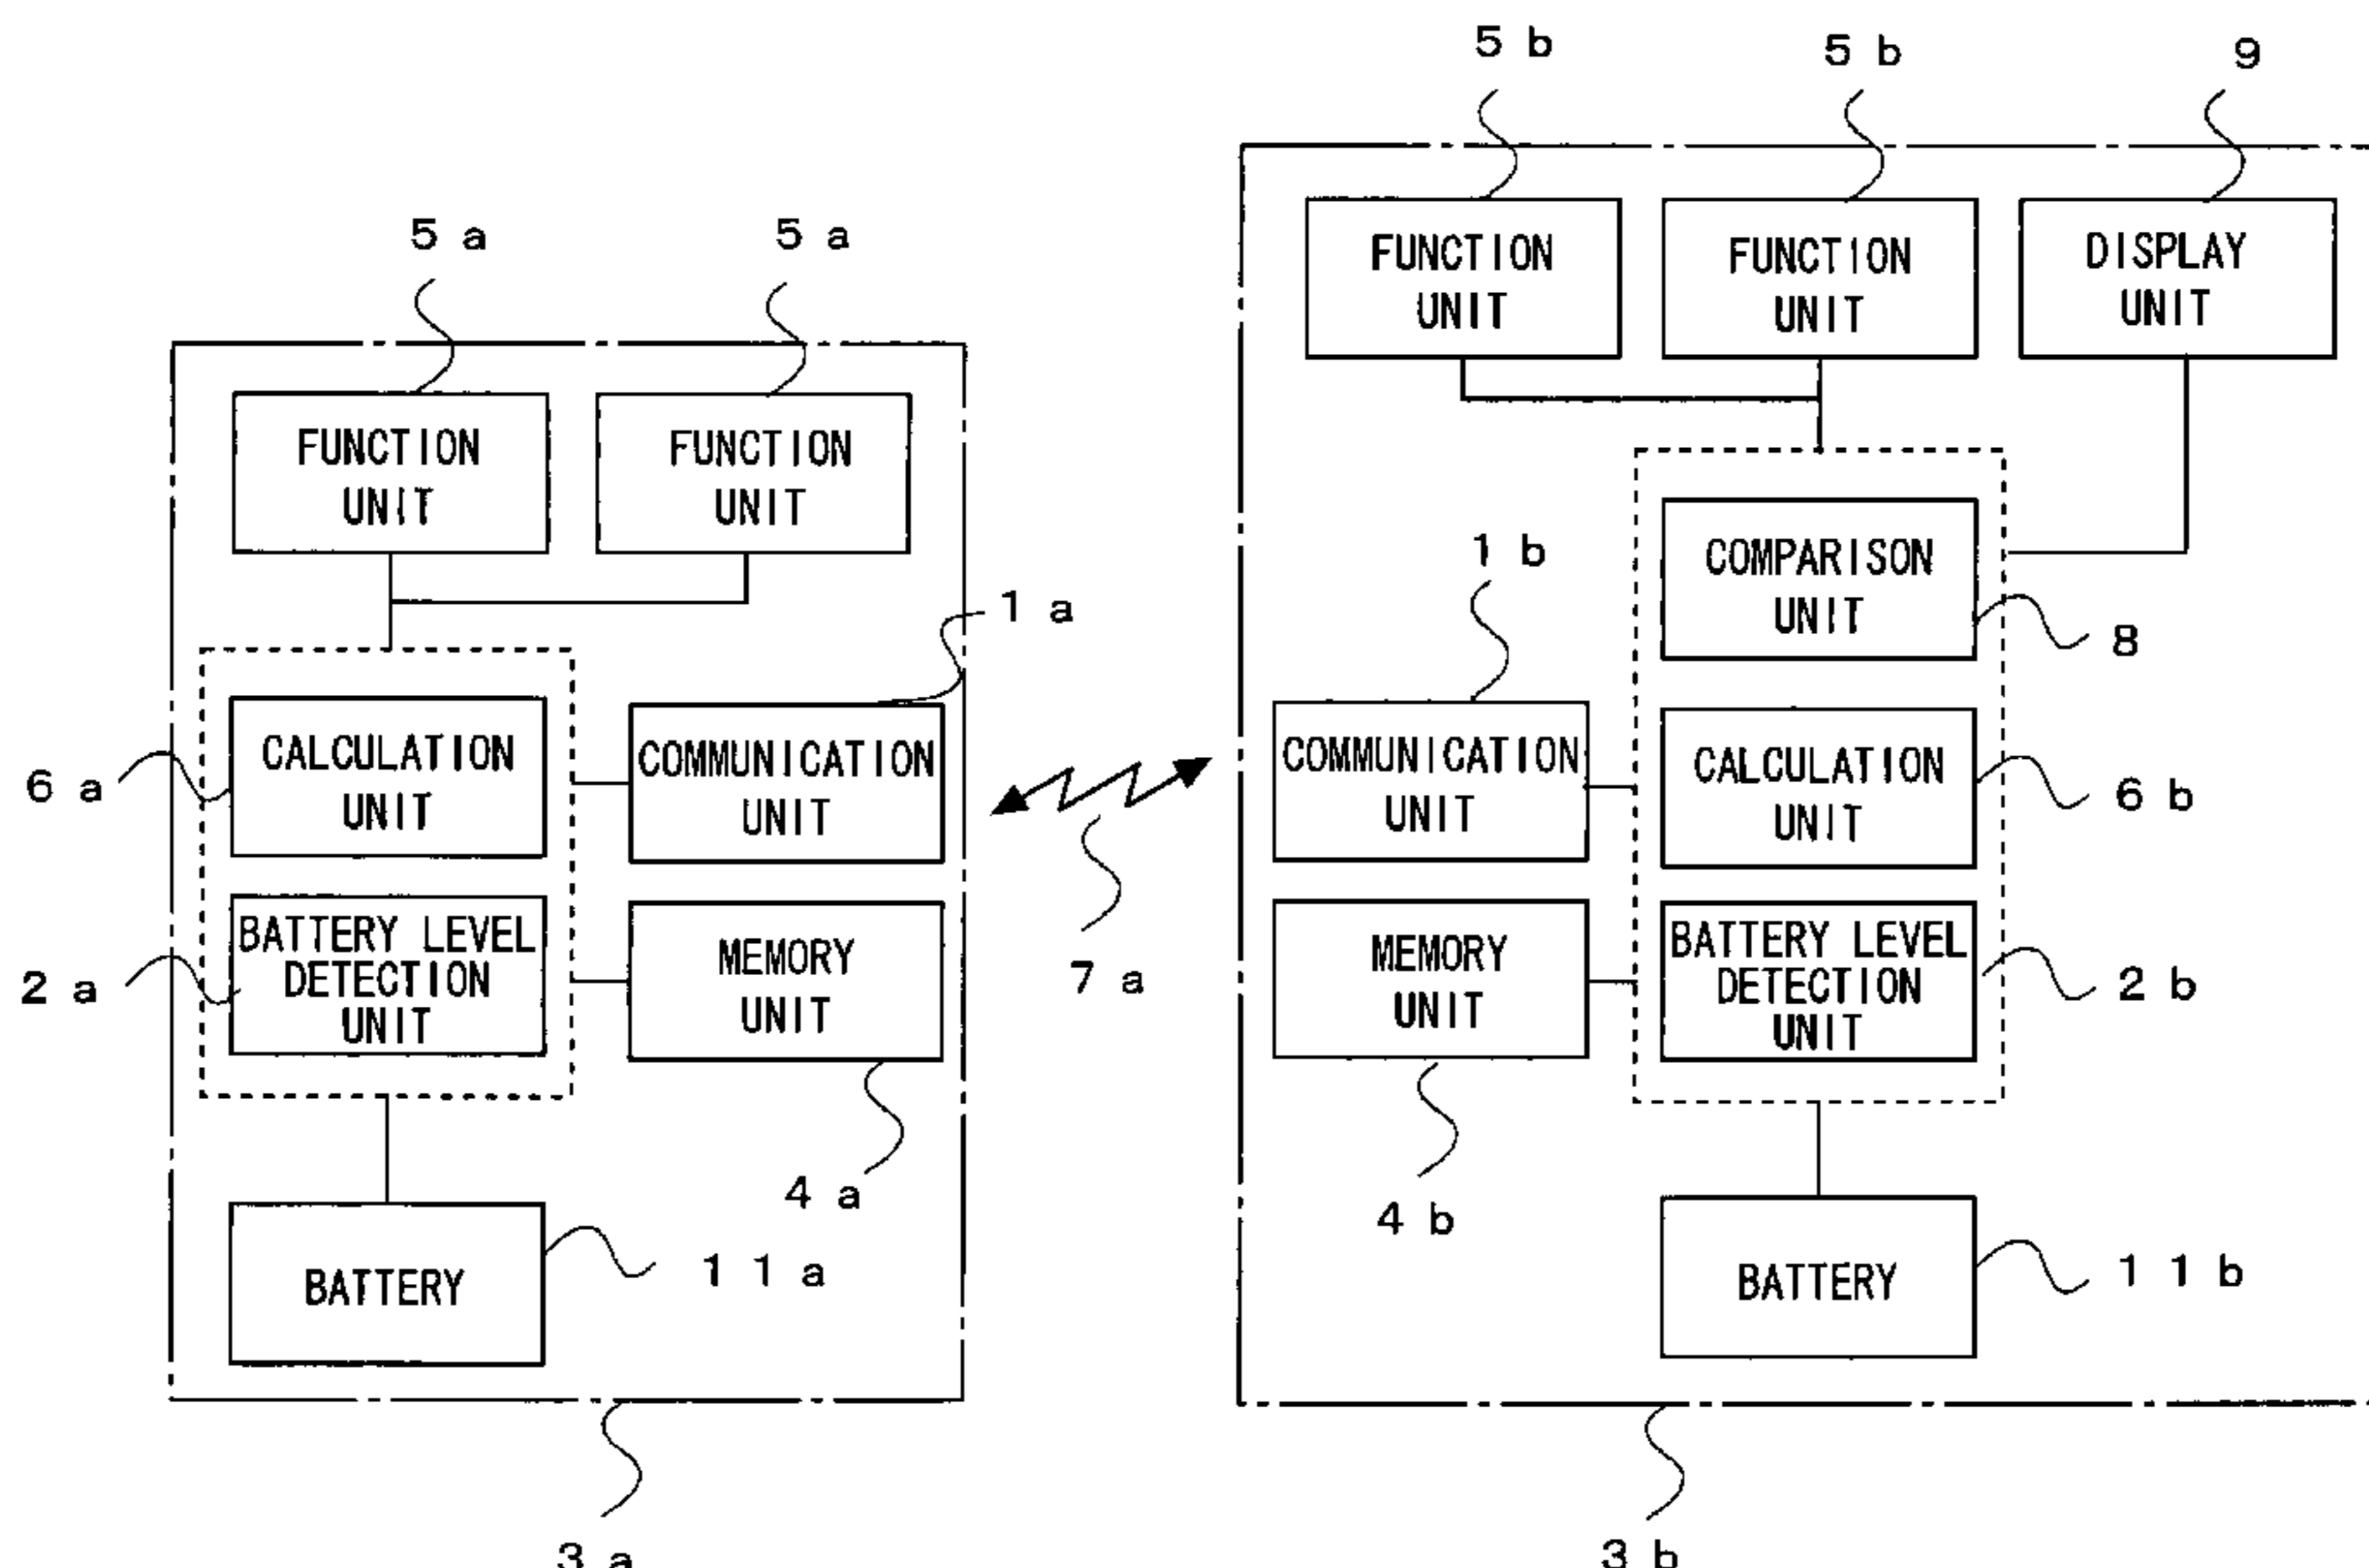 5 b
5 b
9
FUNCTION
UNIT
FUNCTION
UNIT
DISPLAY
UNIT
5 a
5 a
FUNCTION
UNIT
FUNCTION
UNIT
1 a
CALCULATION
UNIT
6 a
COMMUNICATION
UNIT
BATTERY LEVEL
DETECTION
UNIT
2 a
MEMORY
UNIT
4 a
BATTERY
1 1 a
3 a
7 a
COMPARISON
UNIT
8
1 b
COMMUNICATION
UNIT
CALCULATION
UNIT
6 b
MEMORY
UNIT
BATTERY LEVEL
DETECTION
UNIT
2 b
4 b
BATTERY
1 1 b
3 b